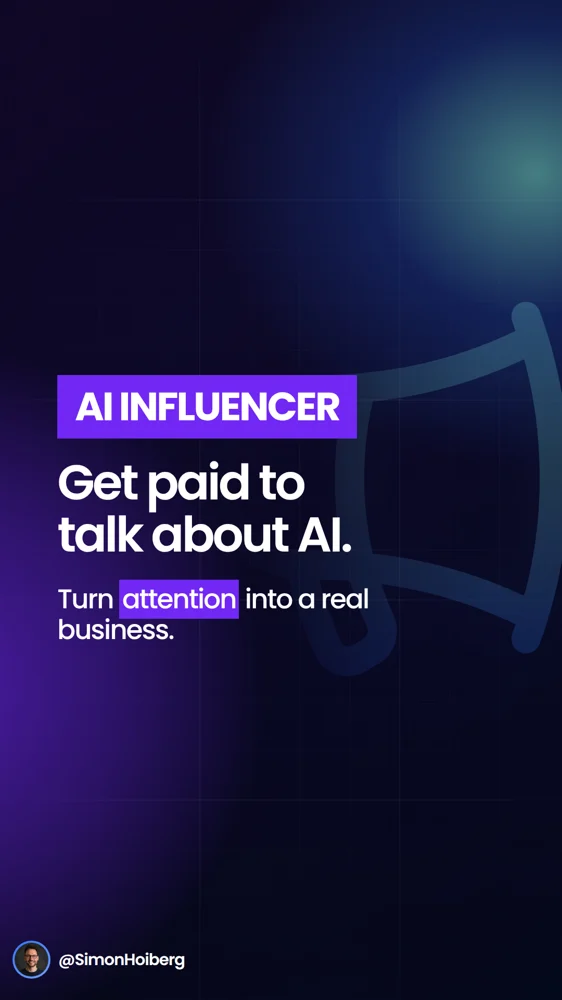 AI INFLUENCER
Get paid to
talk about AI.
Turn attention into a real
business.
@SimonHoiberg